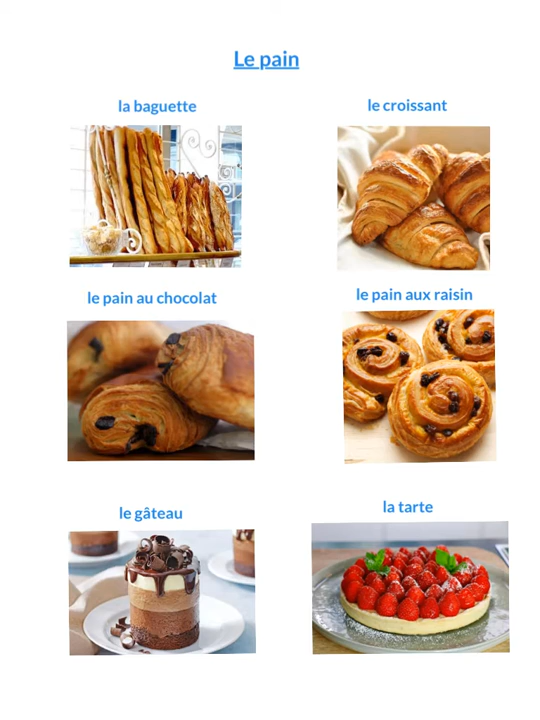 Le pain
la baguette
le croissant
le pain au chocolat
le pain aux raisin
le gâteau
la tarte